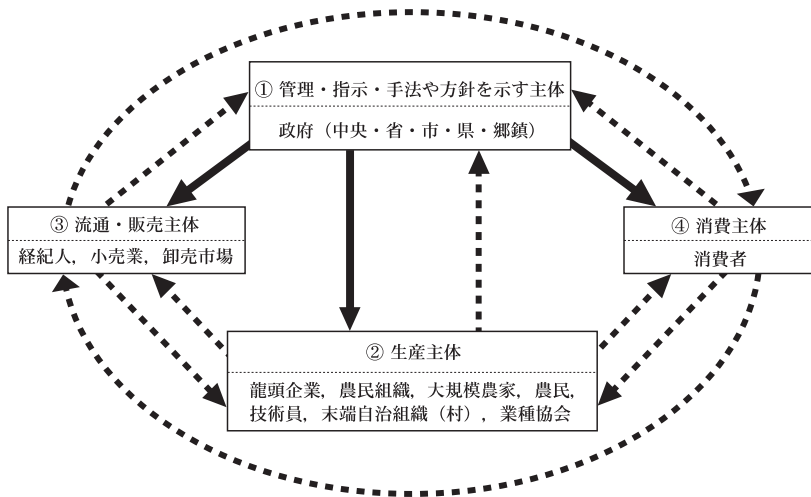 ① 管理・指示・手法や方針を示す主体
政府（中央・省・市・県・郷鎮）
③ 流通・販売主体
経紀人，小売業，卸売市場
④ 消費主体
消費者
② 生産主体
龍頭企業，農民組織，大規模農家，農民，
技術員，末端自治組織（村），業種協会